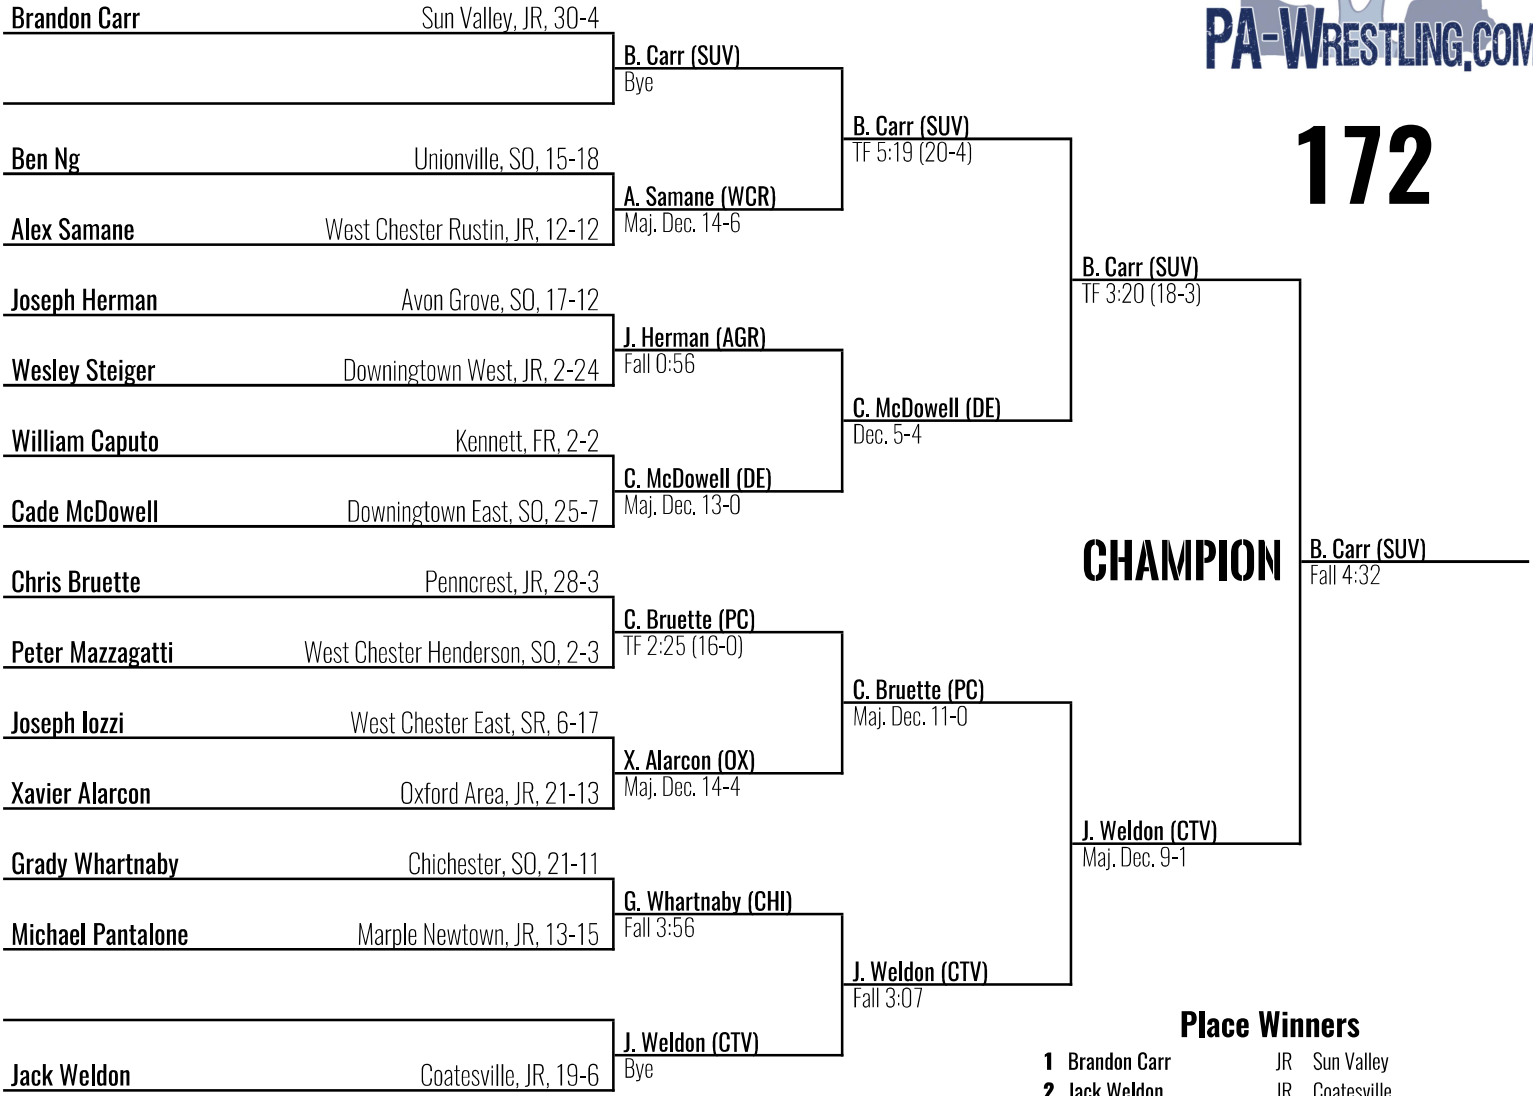 PA-WRESTLING.COM
172
Brandon Carr Sun Valley, JR, 30-4
B. Carr (SUV)
Bye
B. Carr (SUV)
TF 5:19 (20-4)
Ben Ng Unionville, SO, 15-18
A. Samane (WCR)
Maj. Dec. 14-6
Alex Samane West Chester Rustin, JR, 12-12
B. Carr (SUV)
TF 3:20 (18-3)
Joseph Herman Avon Grove, SO, 17-12
J. Herman (AGR)
Fall 0:56
Wesley Steiger Downingtown West, JR, 2-24
C. McDowell (DE)
Dec. 5-4
William Caputo Kennett, FR, 2-2
C. McDowell (DE)
Maj. Dec. 13-0
Cade McDowell Downingtown East, SO, 25-7
CHAMPION
B. Carr (SUV)
Fall 4:32
Chris Bruette Penncrest, JR, 28-3
C. Bruette (PC)
TF 2:25 (16-0)
Peter Mazzagatti West Chester Henderson, SO, 2-3
C. Bruette (PC)
Maj. Dec. 11-0
Joseph Iozzi West Chester East, SR, 6-17
X. Alarcon (OX)
Maj. Dec. 14-4
Xavier Alarcon Oxford Area, JR, 21-13
J. Weldon (CTV)
Maj. Dec. 9-1
Grady Whartnaby Chichester, SO, 21-11
G. Whartnaby (CHI)
Fall 3:56
Michael Pantalone Marple Newtown, JR, 13-15
J. Weldon (CTV)
Fall 3:07
J. Weldon (CTV)
Bye
Jack Weldon Coatesville, JR, 19-6
Place Winners
1 Brandon Carr JR Sun Valley
2 Jack Weldon JR Coatesville